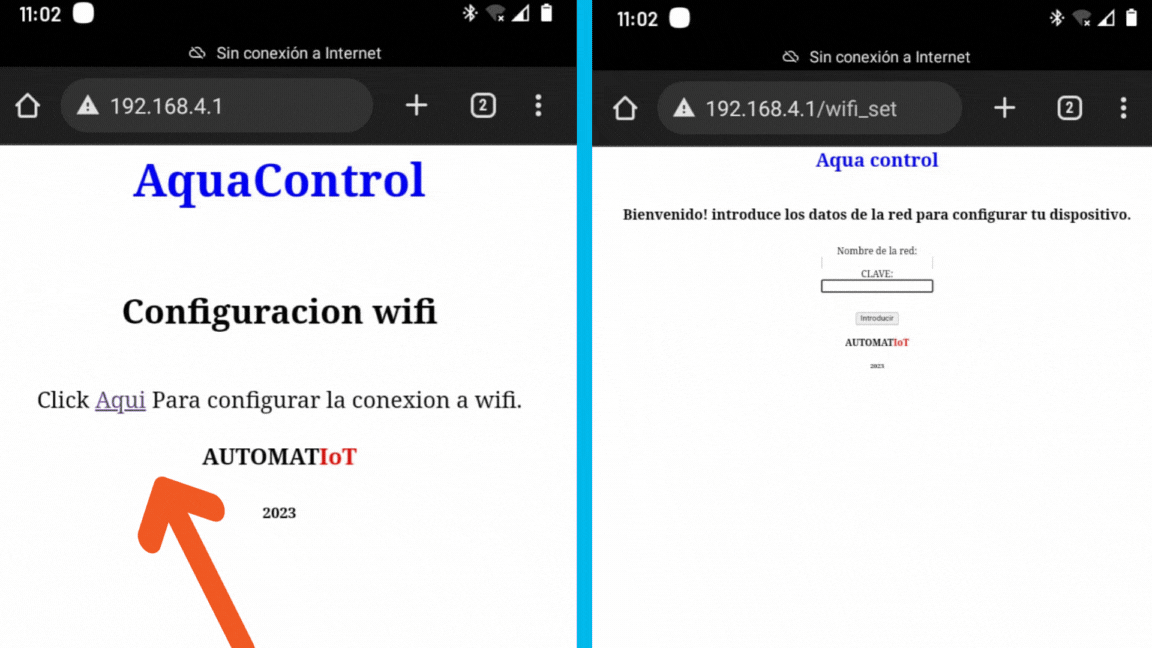 11:02
Sin conexión a Internet
192.168.4.1
2
AquaControl
Configuracion wifi
Click Aqui Para configurar la conexion a wifi.
AUTOMATIoT
2023
11:02
Sin conexión a Internet
192.168.4.1/wifi_set
2
Aqua control
Bienvenido! introduce los datos de la red para configurar tu dispositivo.
Nombre de la red:
CLAVE:
Introducir
AUTOMATIoT
2023